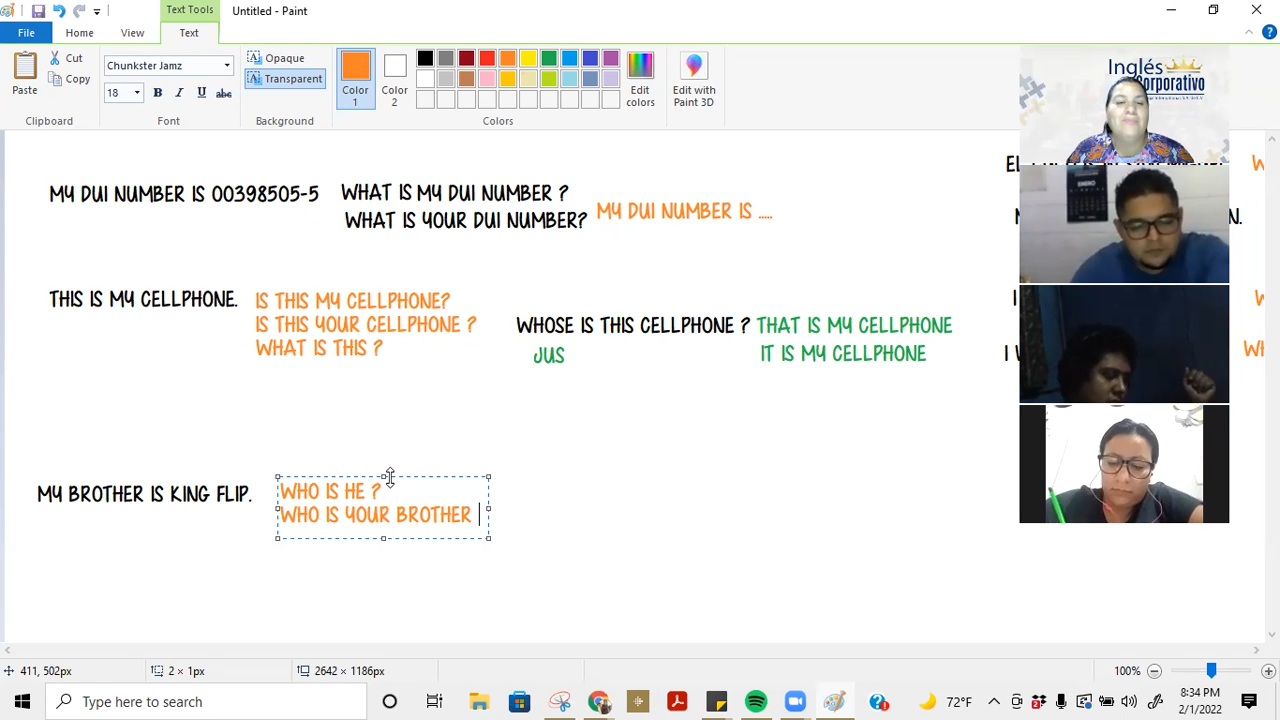 Text Tools
Untitled - Paint
File
Home
View
Text
Paste
Cut
Copy
Clipboard
Chunkster Jamz
18
B I U abc
Font
Opaque
Transparent
Background
Color 1
Color 2
Edit colors
Edit with Paint 3D
Colors
Inglés
Corporativo
MY DUI NUMBER IS 00398505-5
WHAT IS MY DUI NUMBER ?
WHAT IS YOUR DUI NUMBER?
MY DUI NUMBER IS .....
ENERO
THIS IS MY CELLPHONE.
IS THIS MY CELLPHONE?
IS THIS YOUR CELLPHONE ?
WHAT IS THIS ?
WHOSE IS THIS CELLPHONE ?
THAT IS MY CELLPHONE
JUS
IT IS MY CELLPHONE
MY BROTHER IS KING FLIP.
WHO IS HE ?
WHO IS YOUR BROTHER
411, 502px
2 × 1px
2642 × 1186px
100%
Type here to search
72°F
8:34 PM
2/1/2022